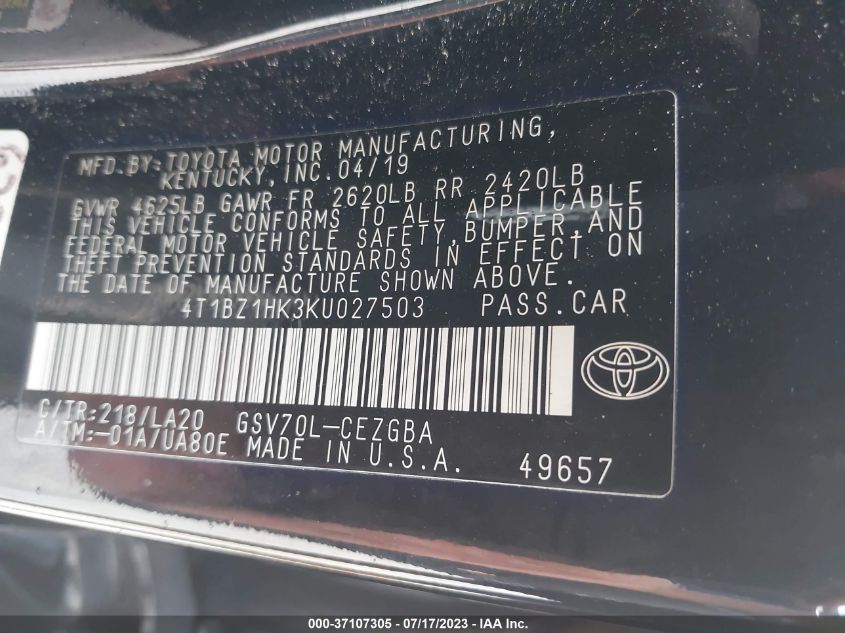 MFD.BY: TOYOTA MOTOR MANUFACTURING,
KENTUCKY, INC. 04/19
GVWR 4625LB GAWR FR 2620LB RR 2420LB
THIS VEHICLE CONFORMS TO ALL APPLICABLE
FEDERAL MOTOR VEHICLE SAFETY, BUMPER, AND
THEFT PREVENTION STANDARDS IN EFFECT ON
THE DATE OF MANUFACTURE SHOWN ABOVE.
4T1BZ1HK3KU027503 PASS.CAR
C/TR:218/LA20 GSV70L-CEZGBA
A/TM:-01A/UA80E MADE IN U.S.A. 49657
000-37107305 - 07/17/2023 - IAA Inc.